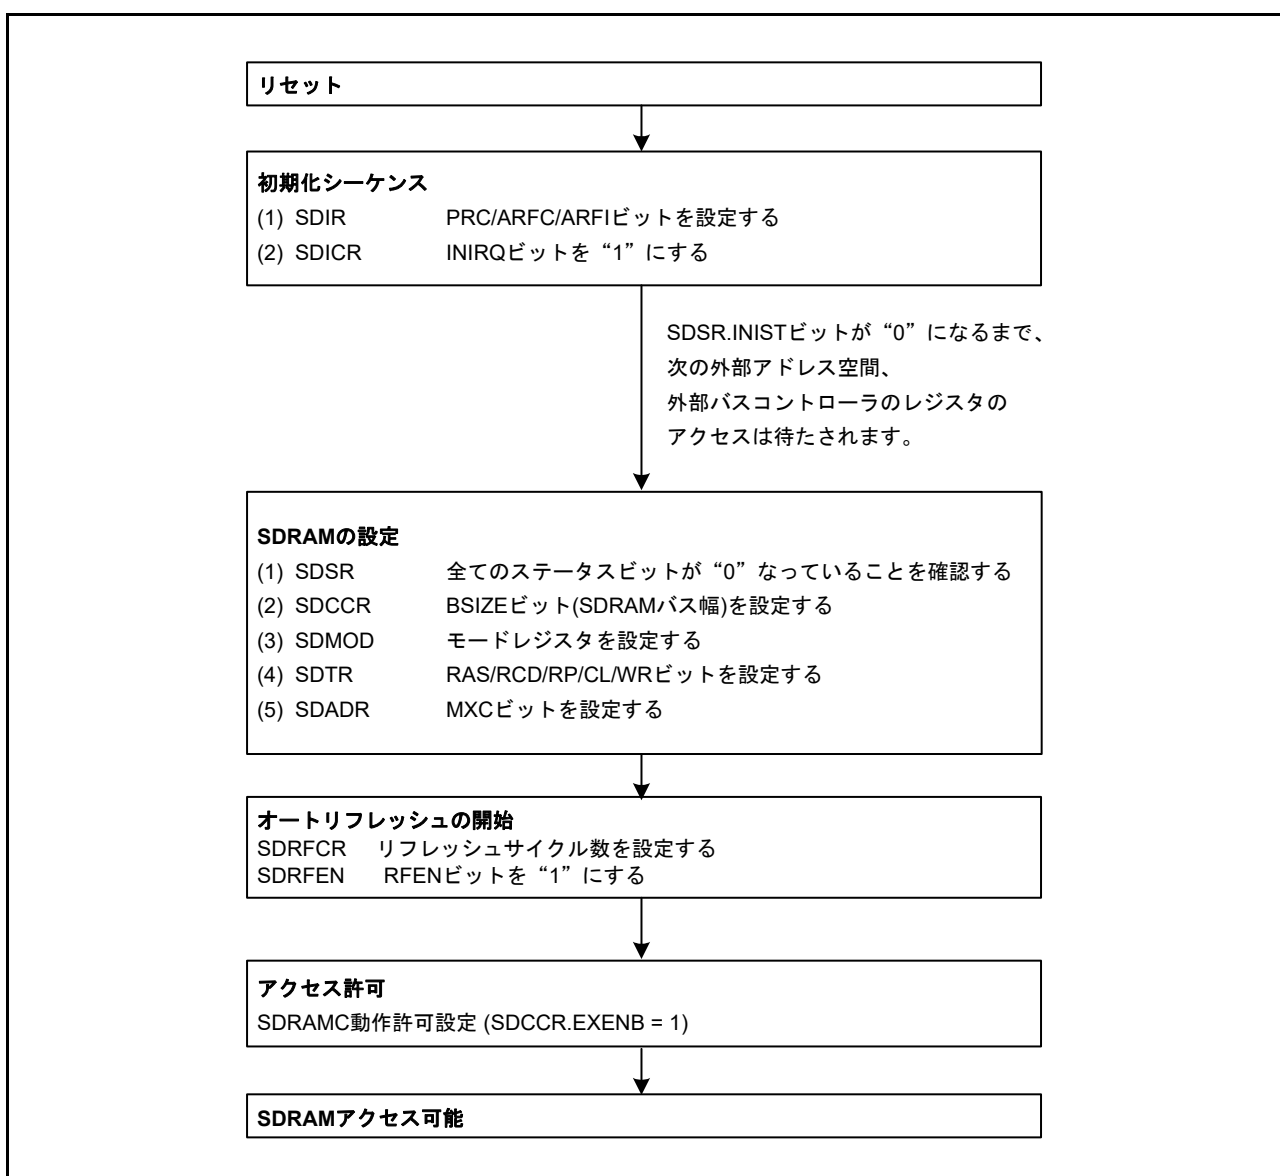 リセット
初期化シーケンス
(1) SDIR PRC/ARFC/ARFIビットを設定する
(2) SDICR INIRQビットを“1”にする
SDSR.INISTビットが“0”になるまで、
次の外部アドレス空間、
外部バスコントローラのレジスタの
アクセスは待たされます。
SDRAMの設定
(1) SDSR 全てのステータスビットが“0”なっていることを確認する
(2) SDCCR BSIZEビット(SDRAMバス幅)を設定する
(3) SDMOD モードレジスタを設定する
(4) SDTR RAS/RCD/RP/CL/WRビットを設定する
(5) SDADR MXCビットを設定する
オートリフレッシュの開始
SDRFCR リフレッシュサイクル数を設定する
SDRFEN RFENビットを“1”にする
アクセス許可
SDRAMC動作許可設定 (SDCCR.EXENB = 1)
SDRAMアクセス可能